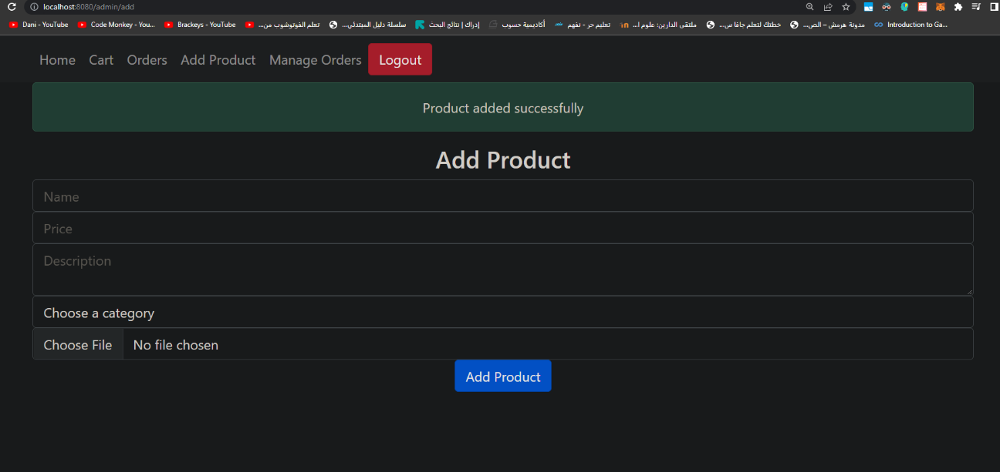 localhost:8080/admin/add
Dani - YouTube Code Monkey - You... Brackeys - YouTube تعلم الفوتوشوب من... سلسلة دليل المبتدئي... إدراك | نتائج البحث أكاديمية حسوب تعليم حر - نفهم ملتقى الدارين: علوم ا... خطتك لتعلم جافا س... مدونة هرمش – الص... Introduction to Ga...
Home Cart Orders Add Product Manage Orders Logout
Product added successfully
Add Product
Name
Price
Description
Choose a category
Choose File No file chosen
Add Product